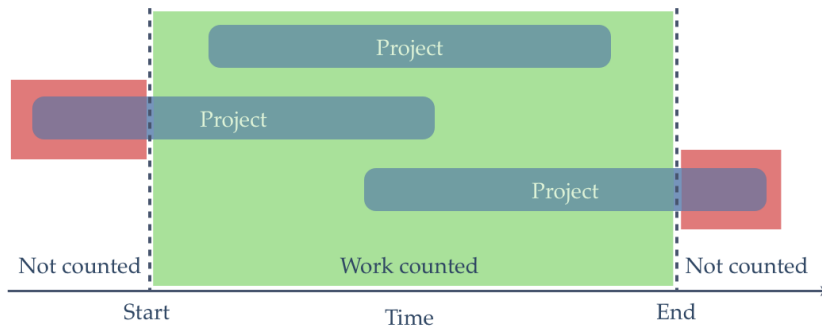 Project
Project
Project
Not counted
Work counted
Not counted
Start
Time
End